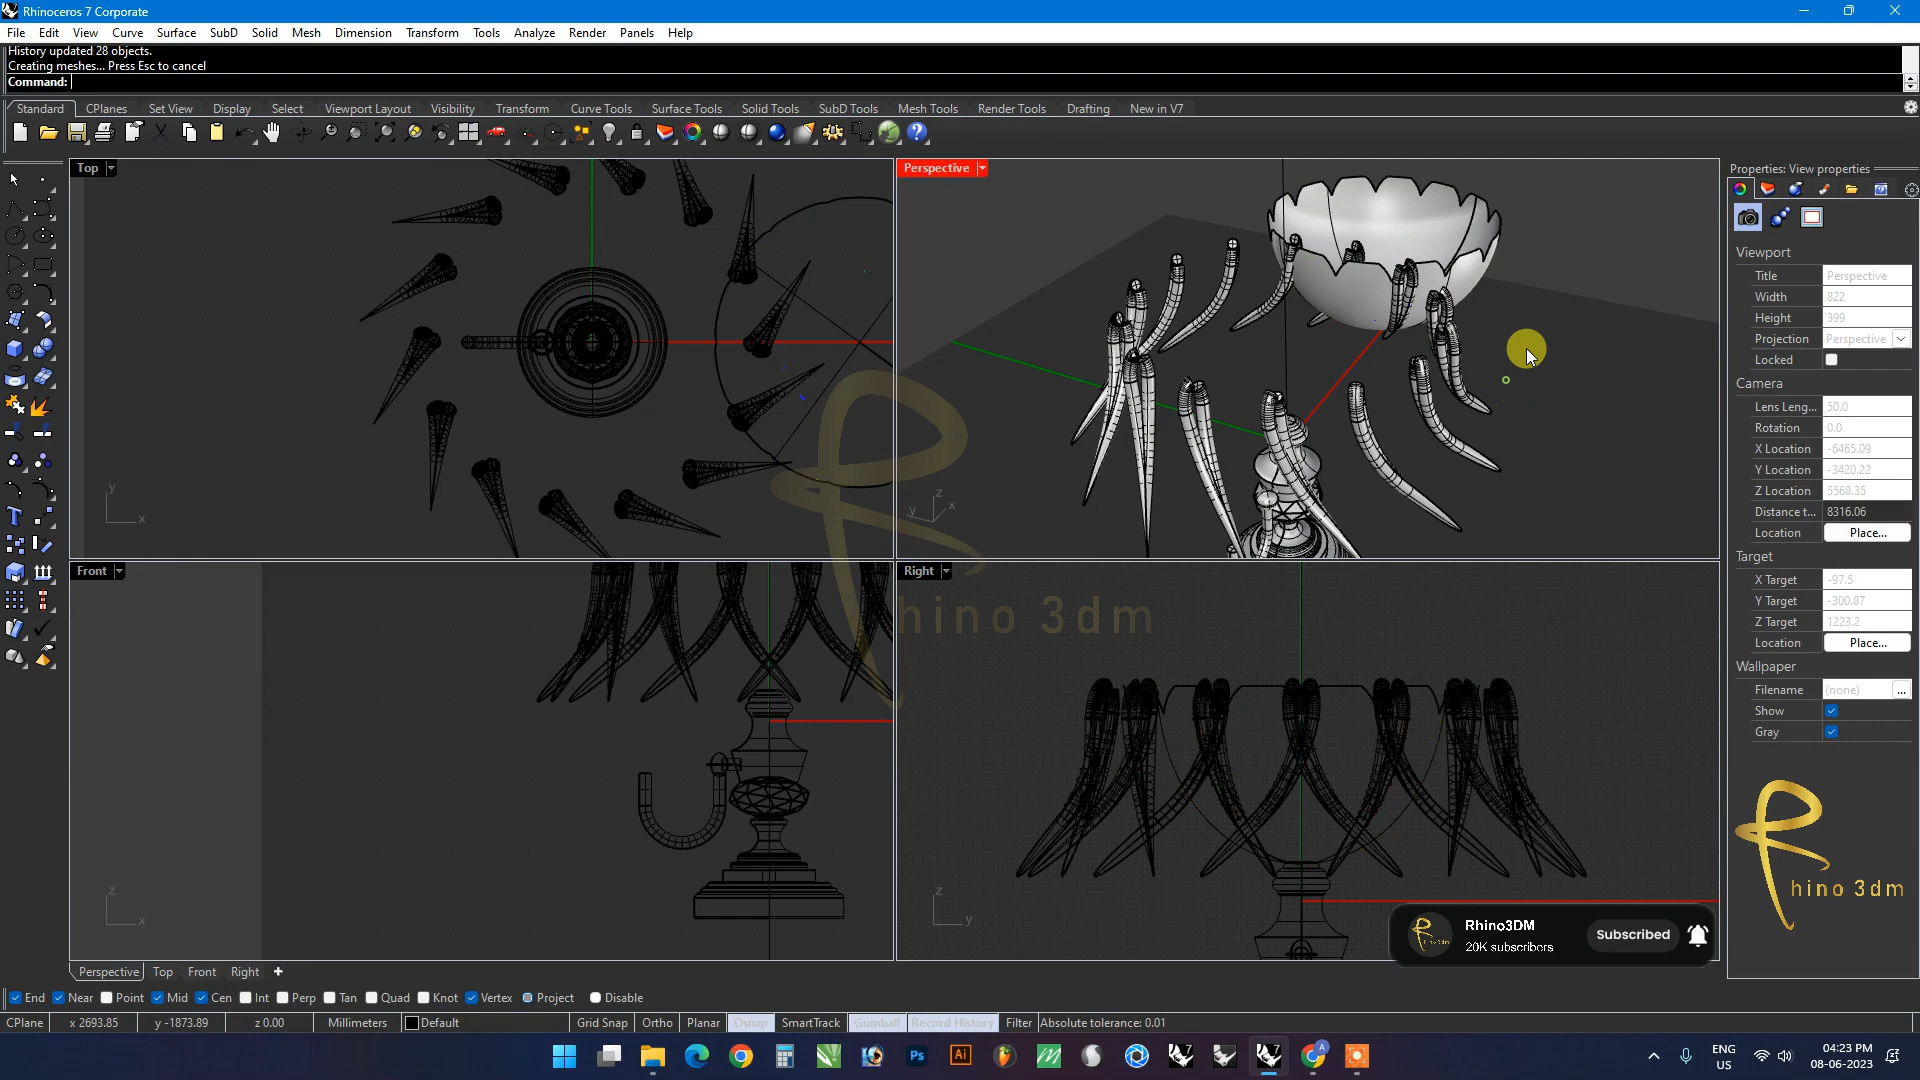 Rhinoceros 7 Corporate
File Edit View Curve Surface SubD Solid Mesh Dimension Transform Tools Analyze Render Panels Help
History updated 28 objects.
Creating meshes... Press Esc to cancel
Command:
Standard CPlanes Set View Display Select Viewport Layout Visibility Transform Curve Tools Surface Tools Solid Tools SubD Tools Mesh Tools Render Tools Drafting New in V7
Top
Perspective
Properties: View properties
Viewport
Title Perspective
Width 822
Height 399
Projection Perspective
Locked
Camera
Lens Leng... 50.0
Rotation 0.0
X Location -6465.09
Y Location -3420.22
Z Location 5568.35
Distance t... 8316.06
Location Place...
Target
X Target -97.5
Y Target -300.87
Z Target 1223.2
Location Place...
Wallpaper
Filename (none) ...
Show
Gray
y
x
z
y x
Front
Right
z
x
z
y
hino 3dm
hino 3dm
Rhino3DM
20K subscribers
Subscribed
Perspective Top Front Right
End Near Point Mid Cen Int Perp Tan Quad Knot Vertex Project Disable
CPlane x 2693.85 y -1873.89 z 0.00 Millimeters Default Grid Snap Ortho Planar Osnap SmartTrack Gumball Record History Filter Absolute tolerance: 0.01
Ps
Ai
7
7
A
ENG
US
04:23 PM
08-06-2023